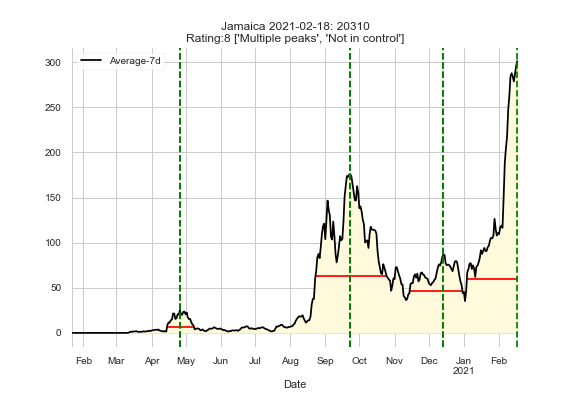 Jamaica 2021-02-18: 20310
Rating:8 ['Multiple peaks', 'Not in control']
Average-7d
300
250
200
150
100
50
0
Feb Mar Apr May Jun Jul Aug Sep Oct Nov Dec Jan Feb
2021
Date